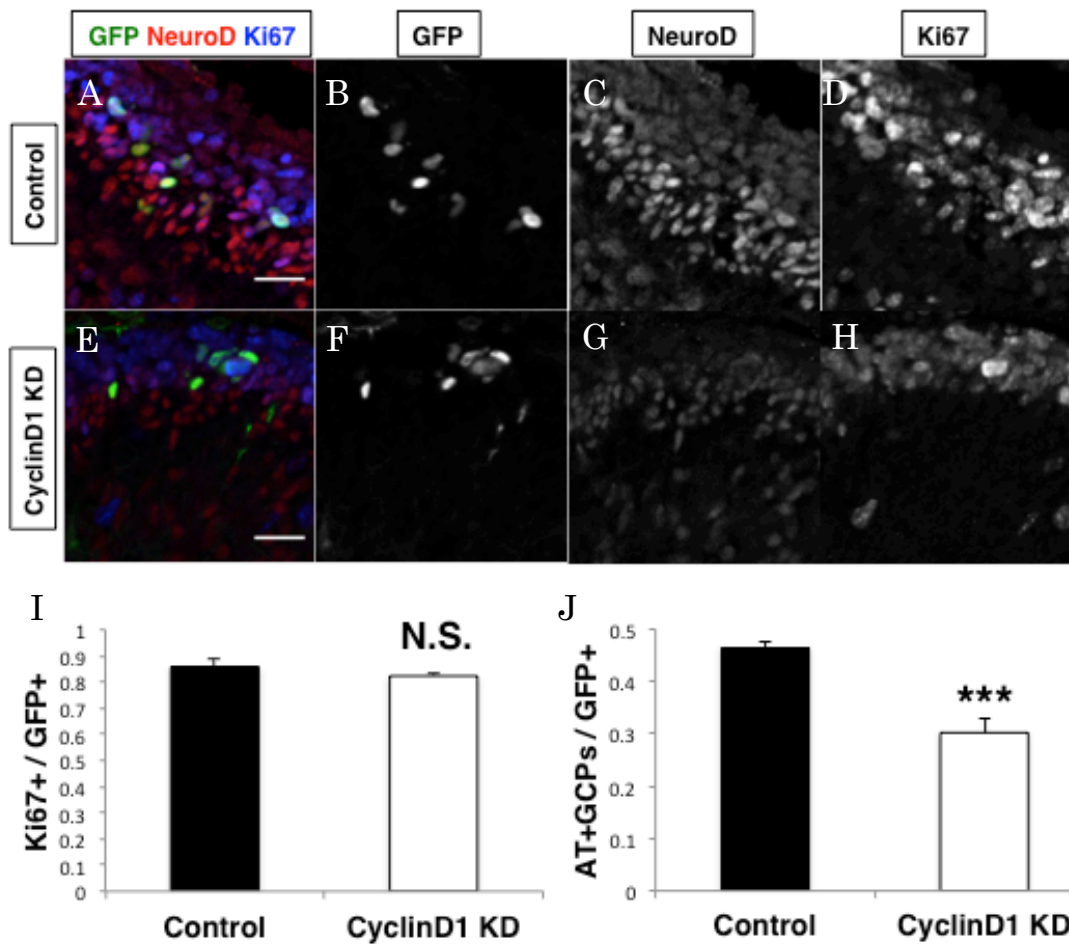 GFP NeuroD Ki67
GFP
NeuroD
Ki67
Control
A
B
C
D
CyclinD1 KD
E
F
G
H
I
Ki67+ / GFP+
1
0.9
0.8
0.7
0.6
0.5
0.4
0.3
0.2
0.1
0
N.S.
Control
CyclinD1 KD
J
AT+GCPs / GFP+
0.5
0.4
0.3
0.2
0.1
0
***
Control
CyclinD1 KD